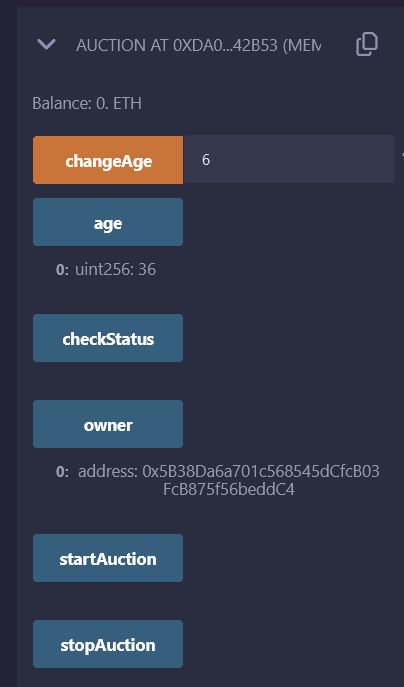 AUCTION AT 0XDA0...42B53 (MEM
Balance: 0. ETH
changeAge 6
age
0: uint256: 36
checkStatus
owner
0: address: 0x5B38Da6a701c568545dCfcB03
FcB875f56beddC4
startAuction
stopAuction